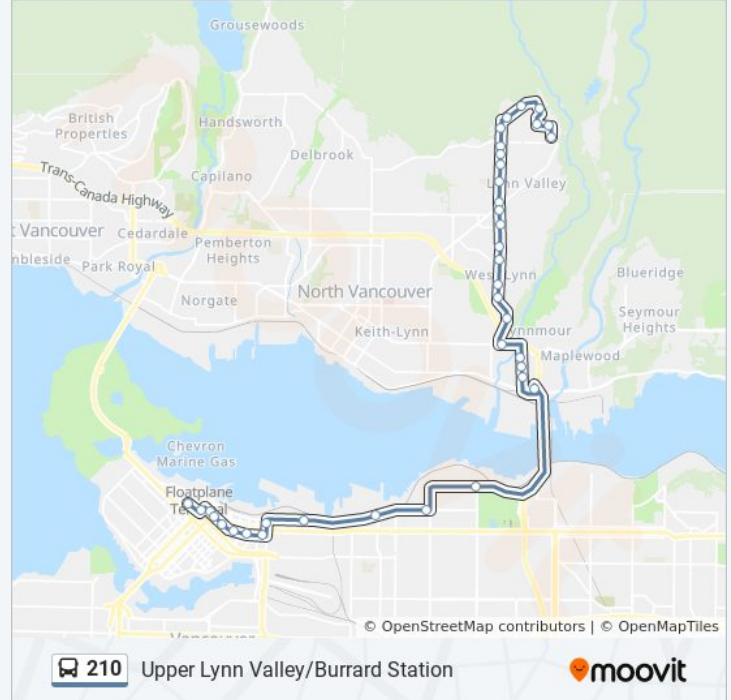 Grousewoods
British
Properties
Handsworth
Delbrook
Capilano
Lynn Valley
Trans-Canada Highway
t Vancouver
Cedardale
Pemberton
Heights
mbleside
Park Royal
West Lynn
Blueridge
Norgate
North Vancouver
Seymour
Heights
Keith-Lynn
ynnmour
Maplewood
Chevron
Marine Gas
Floatplane
Terminal
© OpenStreetMap contributors | © OpenMapTiles
Vancouver
210 Upper Lynn Valley/Burrard Station
moovit